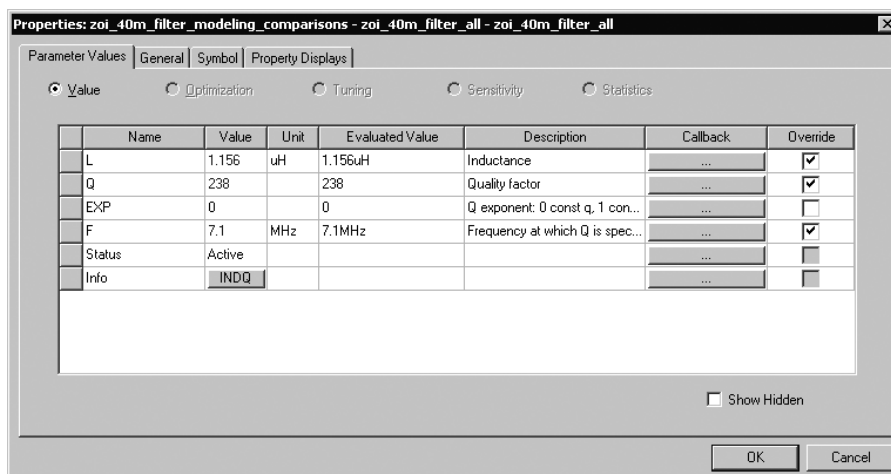 Properties: zoi_40m_filter_modeling_comparisons - zoi_40m_filter_all - zoi_40m_filter_all
Parameter Values General Symbol Property Displays
Value Optimization Tuning Sensitivity Statistics
Name Value Unit Evaluated Value Description Callback Override
L 1.156 uH 1.156uH Inductance ...
Q 238 238 Quality factor ...
EXP 0 0 Q exponent: 0 const q, 1 con... ...
F 7.1 MHz 7.1MHz Frequency at which Q is spec... ...
Status Active ...
Info INDQ ...
Show Hidden
OK Cancel